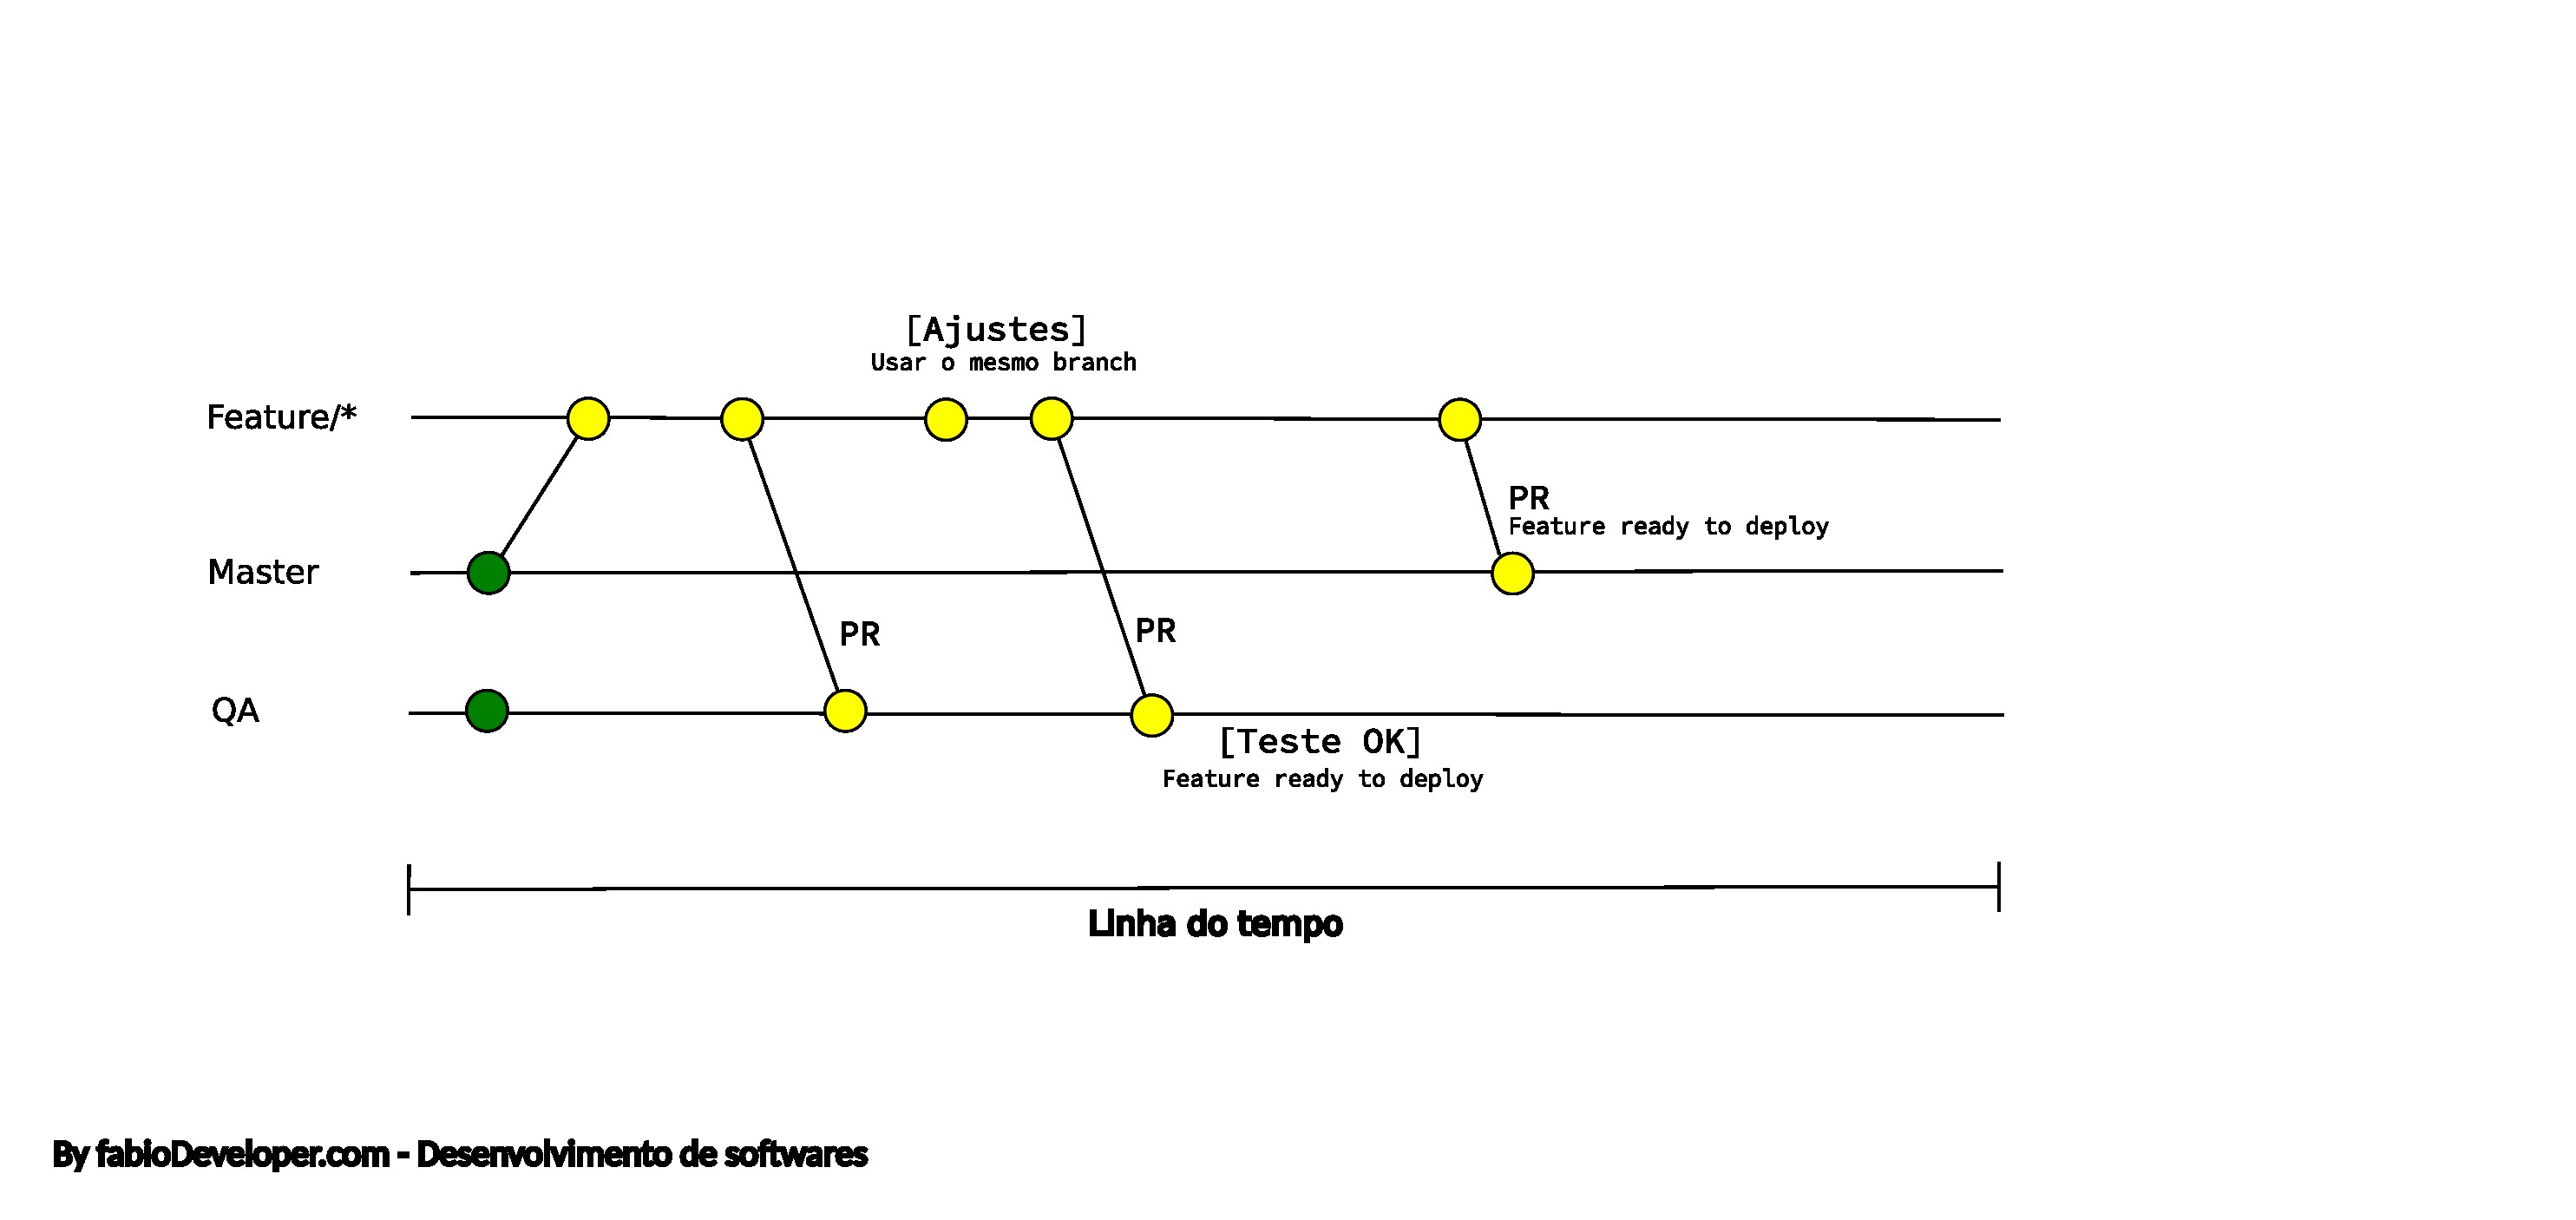 [Ajustes]
Usar o mesmo branch
Feature/*
PR
Feature ready to deploy
Master
PR
PR
QA
[Teste OK]
Feature ready to deploy
Linha do tempo
By fabioDeveloper.com - Desenvolvimento de softwares